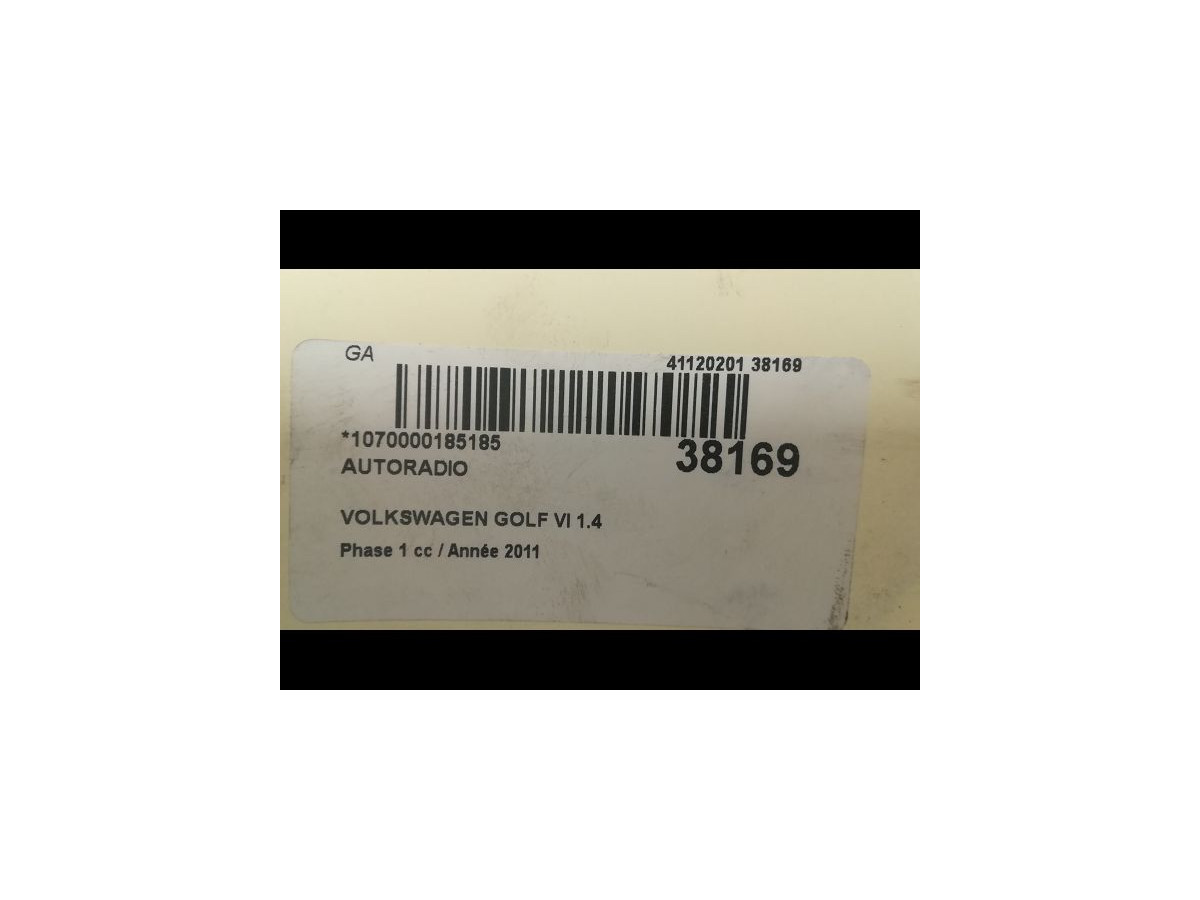 GA
41120201 38169
*1070000185185
38169
AUTORADIO
VOLKSWAGEN GOLF VI 1.4
Phase 1 cc / Année 2011